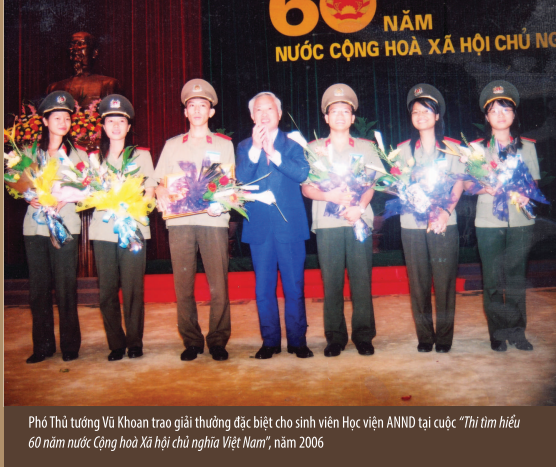 60 NĂM
NƯỚC CỘNG HOÀ XÃ HỘI CHỦ NG
Phó Thủ tướng Vũ Khoan trao giải thưởng đặc biệt cho sinh viên Học viện ANND tại cuộc “Thi tìm hiểu
60 năm nước Cộng hoà Xã hội chủ nghĩa Việt Nam”, năm 2006